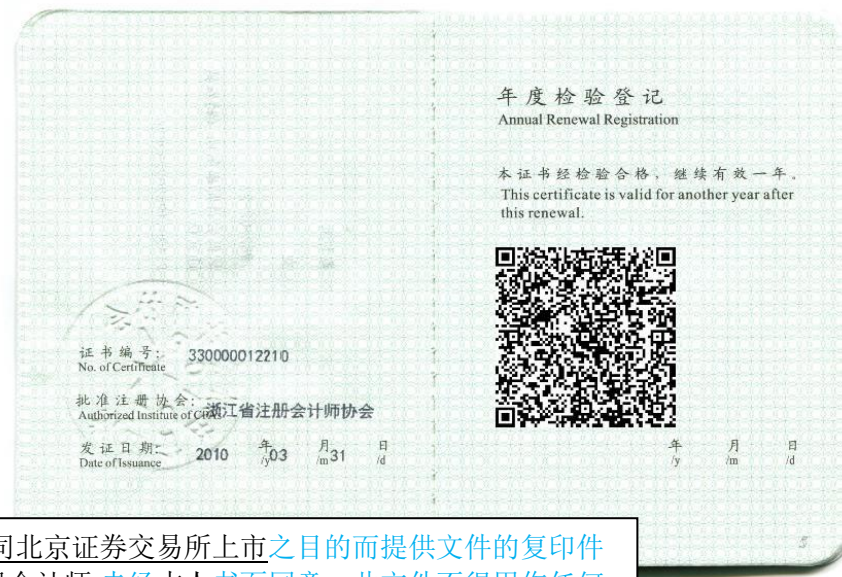 证书编号:
No. of Certificate
330000012210
批准注册协会:
Authorized Institute of CPAs
浙江省注册会计师协会
发证日期:
Date of Issuance
2010 年/y 03 月/m 31 日/d
年度检验登记
Annual Renewal Registration
本证书经检验合格，继续有效一年。
This certificate is valid for another year after
this renewal.
年 月 日
/y /m /d
5
司北京证券交易所上市之目的而提供文件的复印件